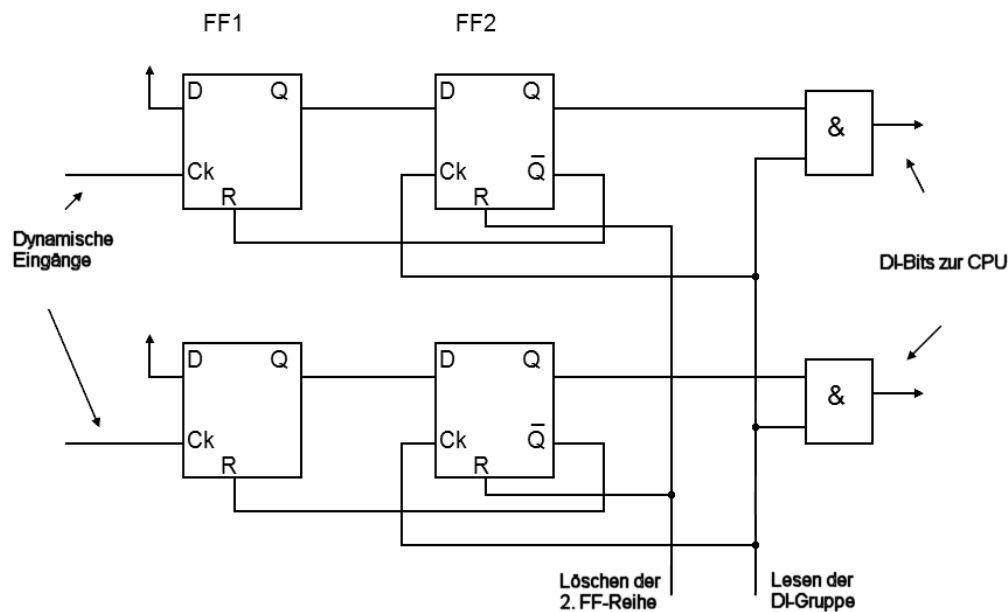 FF1 FF2
D Q D Q
&
Ck Ck Q̅
R R
Dynamische
Eingänge
DI-Bits zur CPU
D Q D Q
&
Ck Ck Q̅
R R
Löschen der
2. FF-Reihe
Lesen der
DI-Gruppe